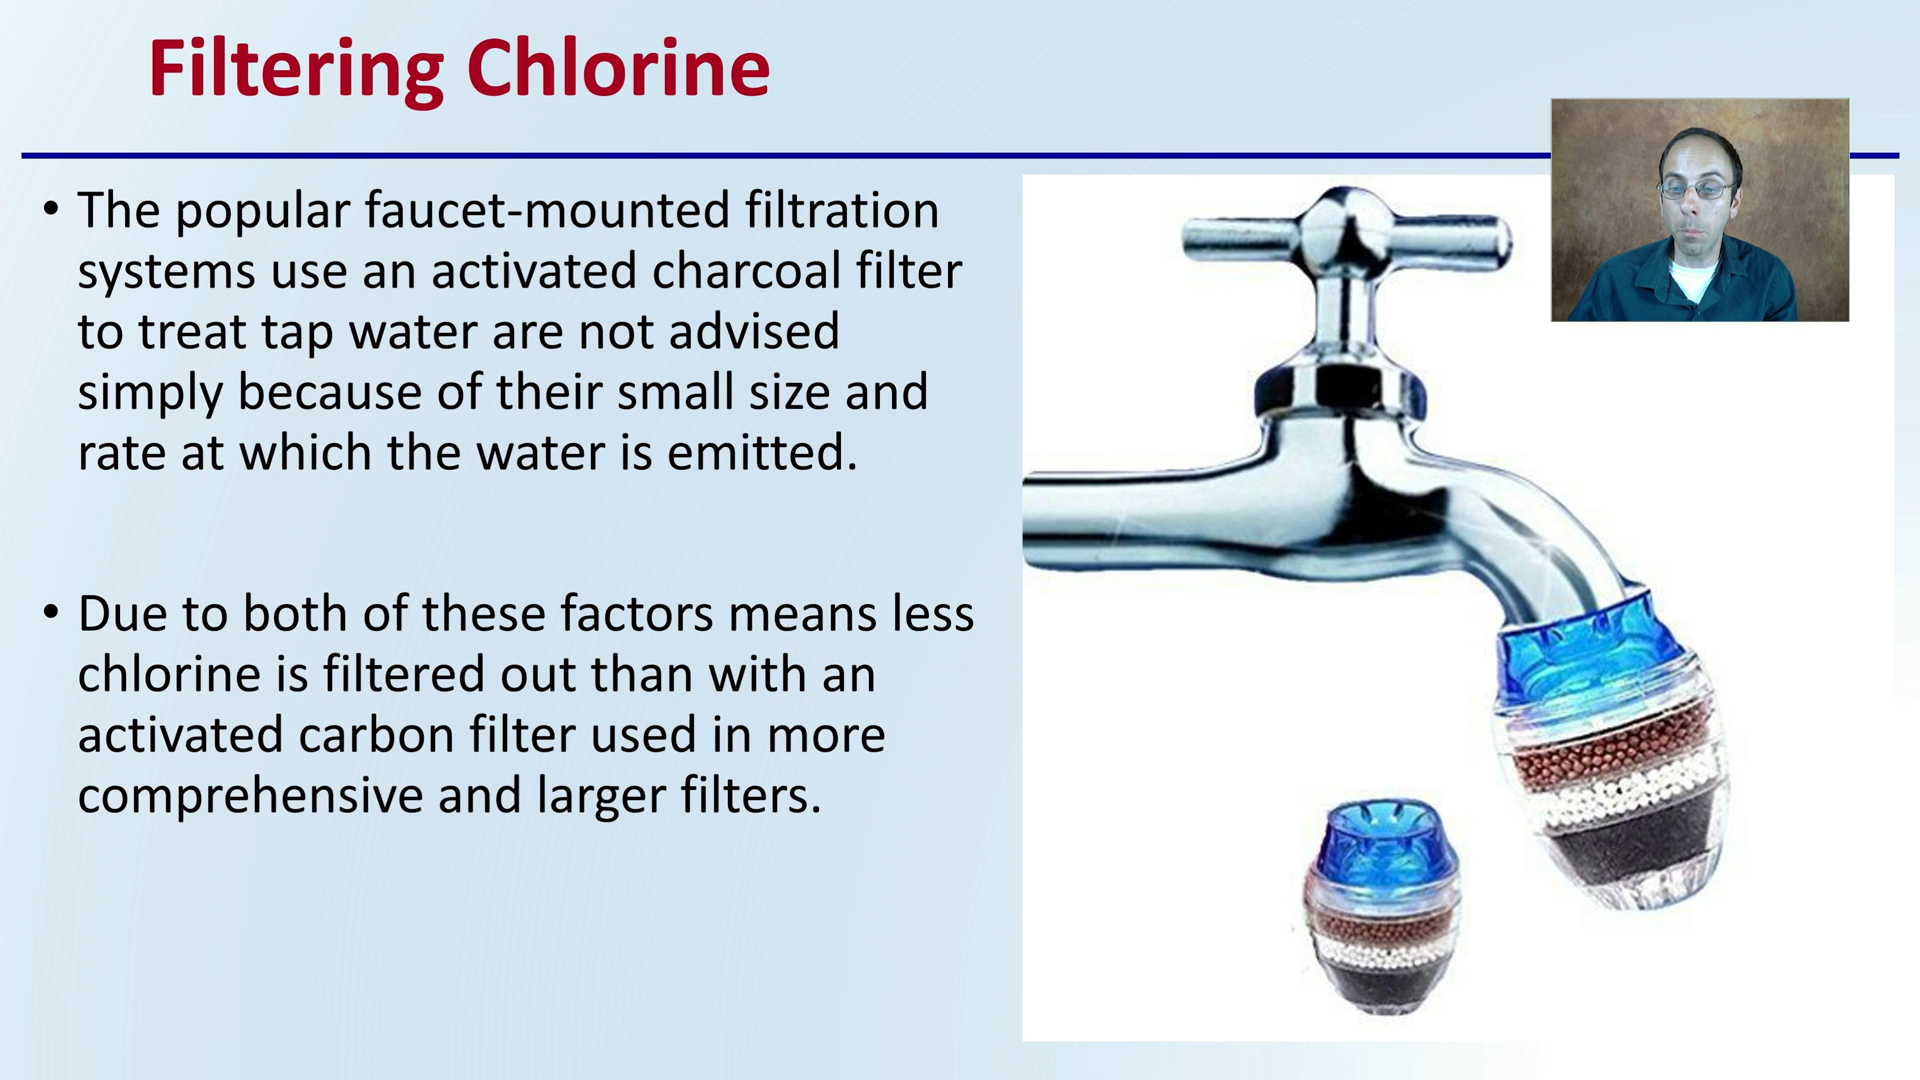 Filtering Chlorine
• The popular faucet-mounted filtration
systems use an activated charcoal filter
to treat tap water are not advised
simply because of their small size and
rate at which the water is emitted.
• Due to both of these factors means less
chlorine is filtered out than with an
activated carbon filter used in more
comprehensive and larger filters.